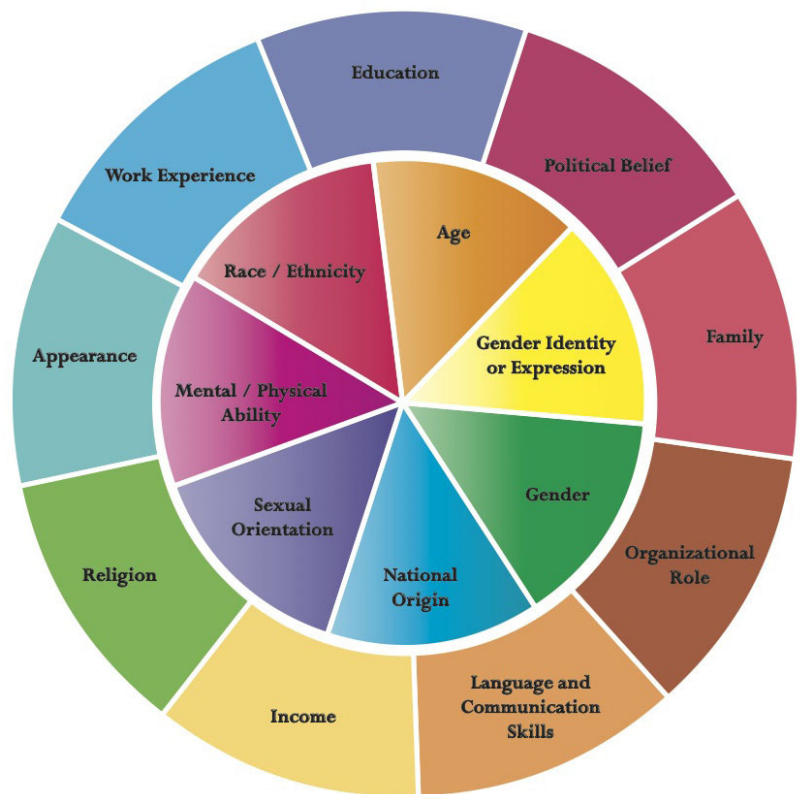 Education
Political Belief
Family
Organizational
Role
Language and
Communication
Skills
Income
Religion
Appearance
Work Experience
Age
Gender Identity
or Expression
Gender
National
Origin
Sexual
Orientation
Mental / Physical
Ability
Race / Ethnicity